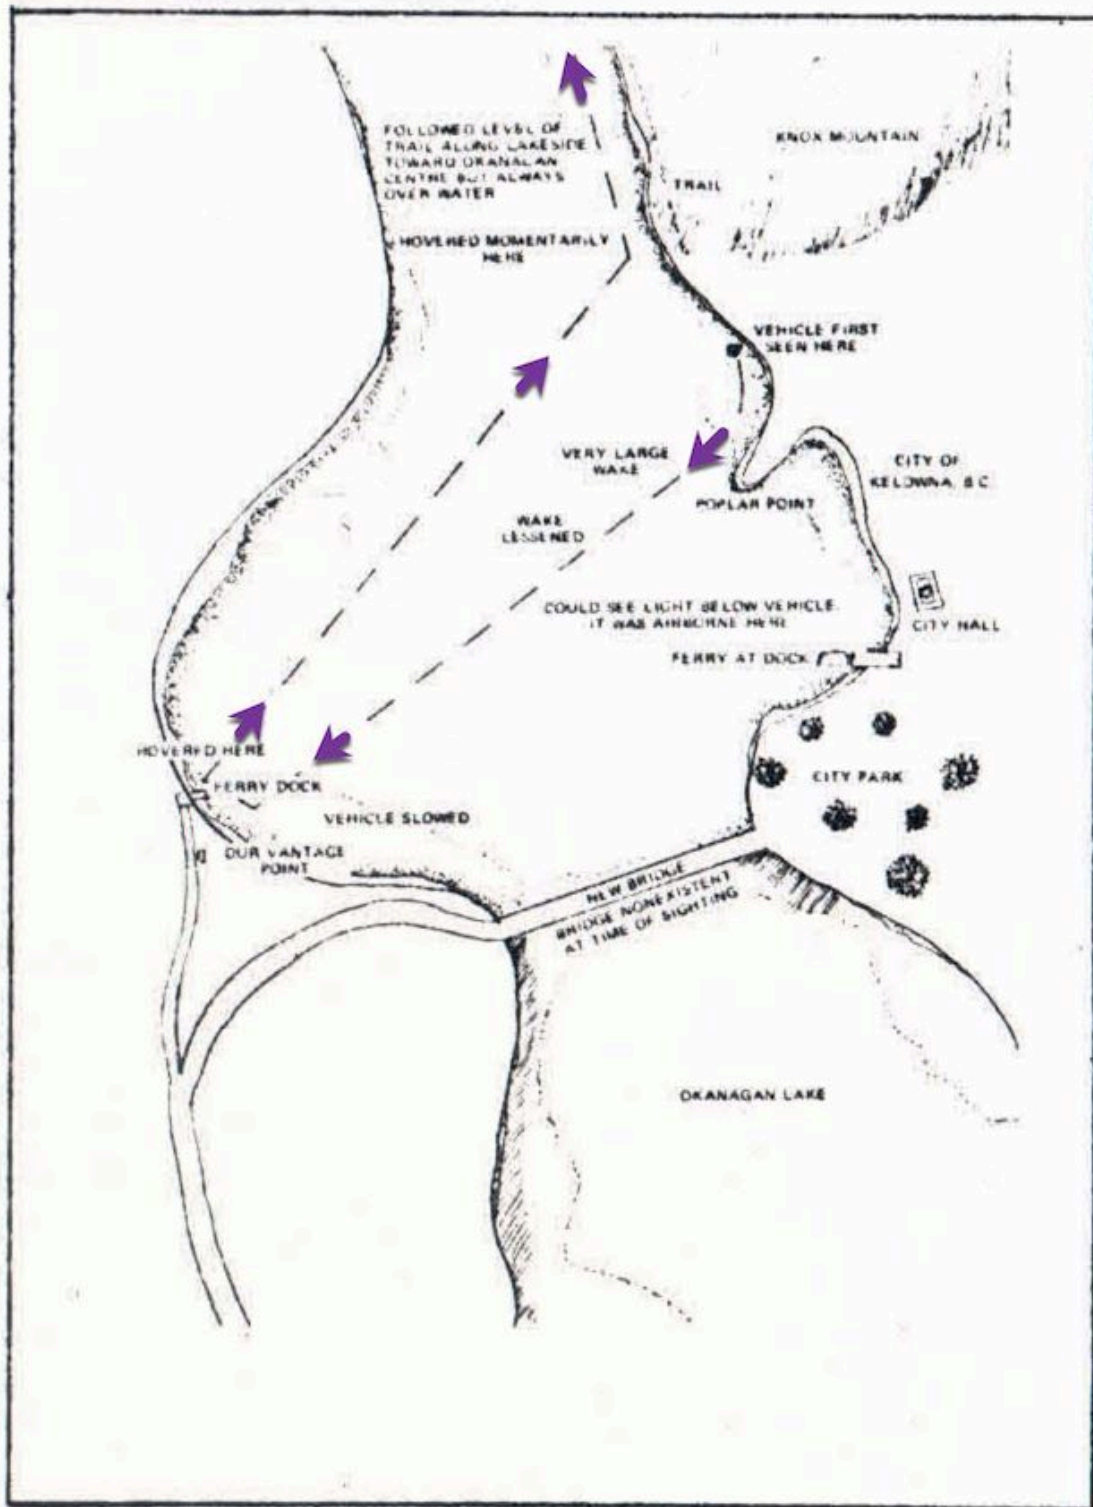 FOLLOWED LEVEL OF
TRAIL ALONG LAKESIDE
TOWARD OKANAGAN
CENTRE BUT ALWAYS
OVER WATER
KNOX MOUNTAIN
TRAIL
HOVERED MOMENTARILY
HERE
VEHICLE FIRST
SEEN HERE
VERY LARGE
WAKE
CITY OF
KELOWNA, B.C.
POPLAR POINT
WAKE
LESSENED
COULD SEE LIGHT BELOW VEHICLE.
IT WAS AIRBORNE HERE
CITY HALL
FERRY AT DOCK
HOVERED HERE
FERRY DOCK
CITY PARK
VEHICLE SLOWED
OUR VANTAGE
POINT
NEW BRIDGE
BRIDGE NONEXISTENT
AT TIME OF SIGHTING
OKANAGAN LAKE